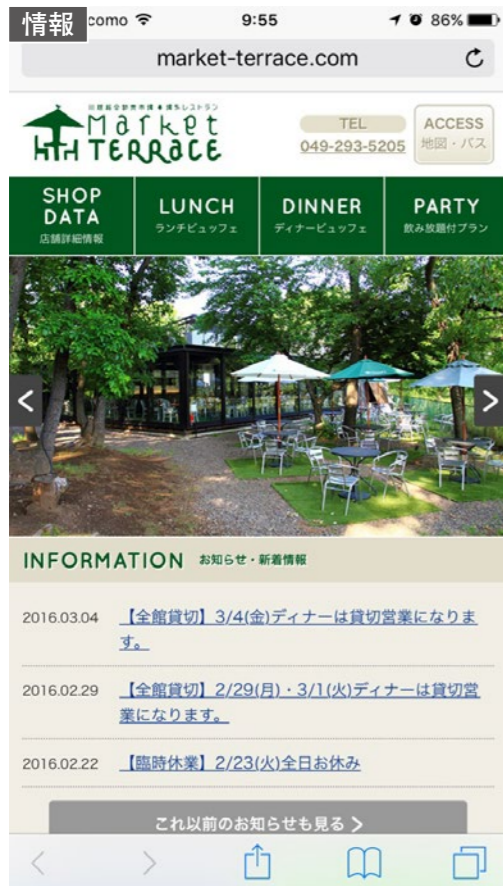 情報
como 9:55 86%
market-terrace.com
川越総合卸売市場 場外レストラン
Market
TERRACE
TEL
049-293-5205
ACCESS
地図・バス
SHOP DATA
店舗詳細情報
LUNCH
ランチビュッフェ
DINNER
ディナービュッフェ
PARTY
飲み放題付プラン
INFORMATION お知らせ・新着情報
2016.03.04 【全館貸切】3/4(金)ディナーは貸切営業になりま
す。
2016.02.29 【全館貸切】2/29(月)・3/1(火)ディナーは貸切営
業になります。
2016.02.22 【臨時休業】2/23(火)全日お休み
これ以前のお知らせも見る